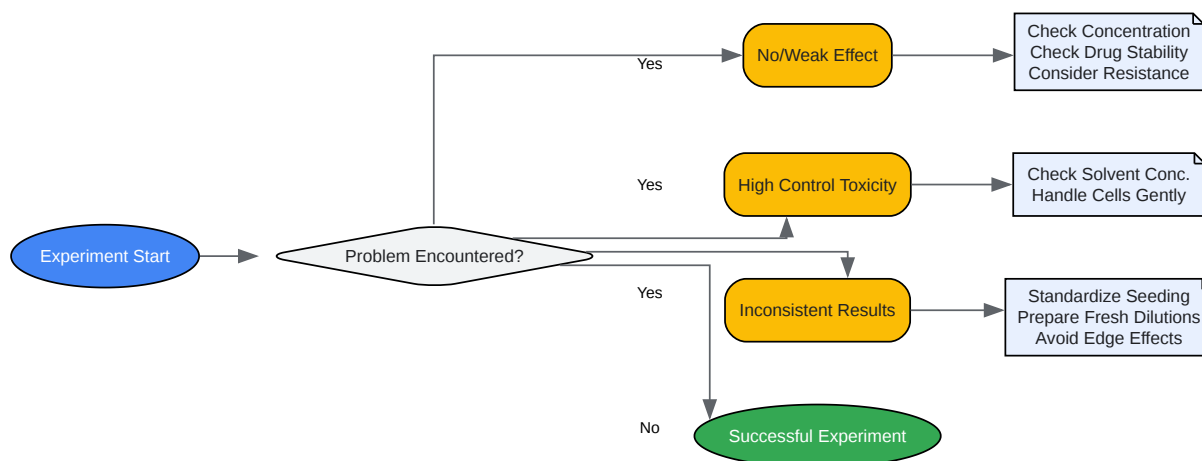 Yes
No/Weak Effect
Check Concentration
Check Drug Stability
Consider Resistance
Yes
High Control Toxicity
Check Solvent Conc.
Handle Cells Gently
Experiment Start
Problem Encountered?
Yes
Inconsistent Results
Standardize Seeding
Prepare Fresh Dilutions
Avoid Edge Effects
No
Successful Experiment